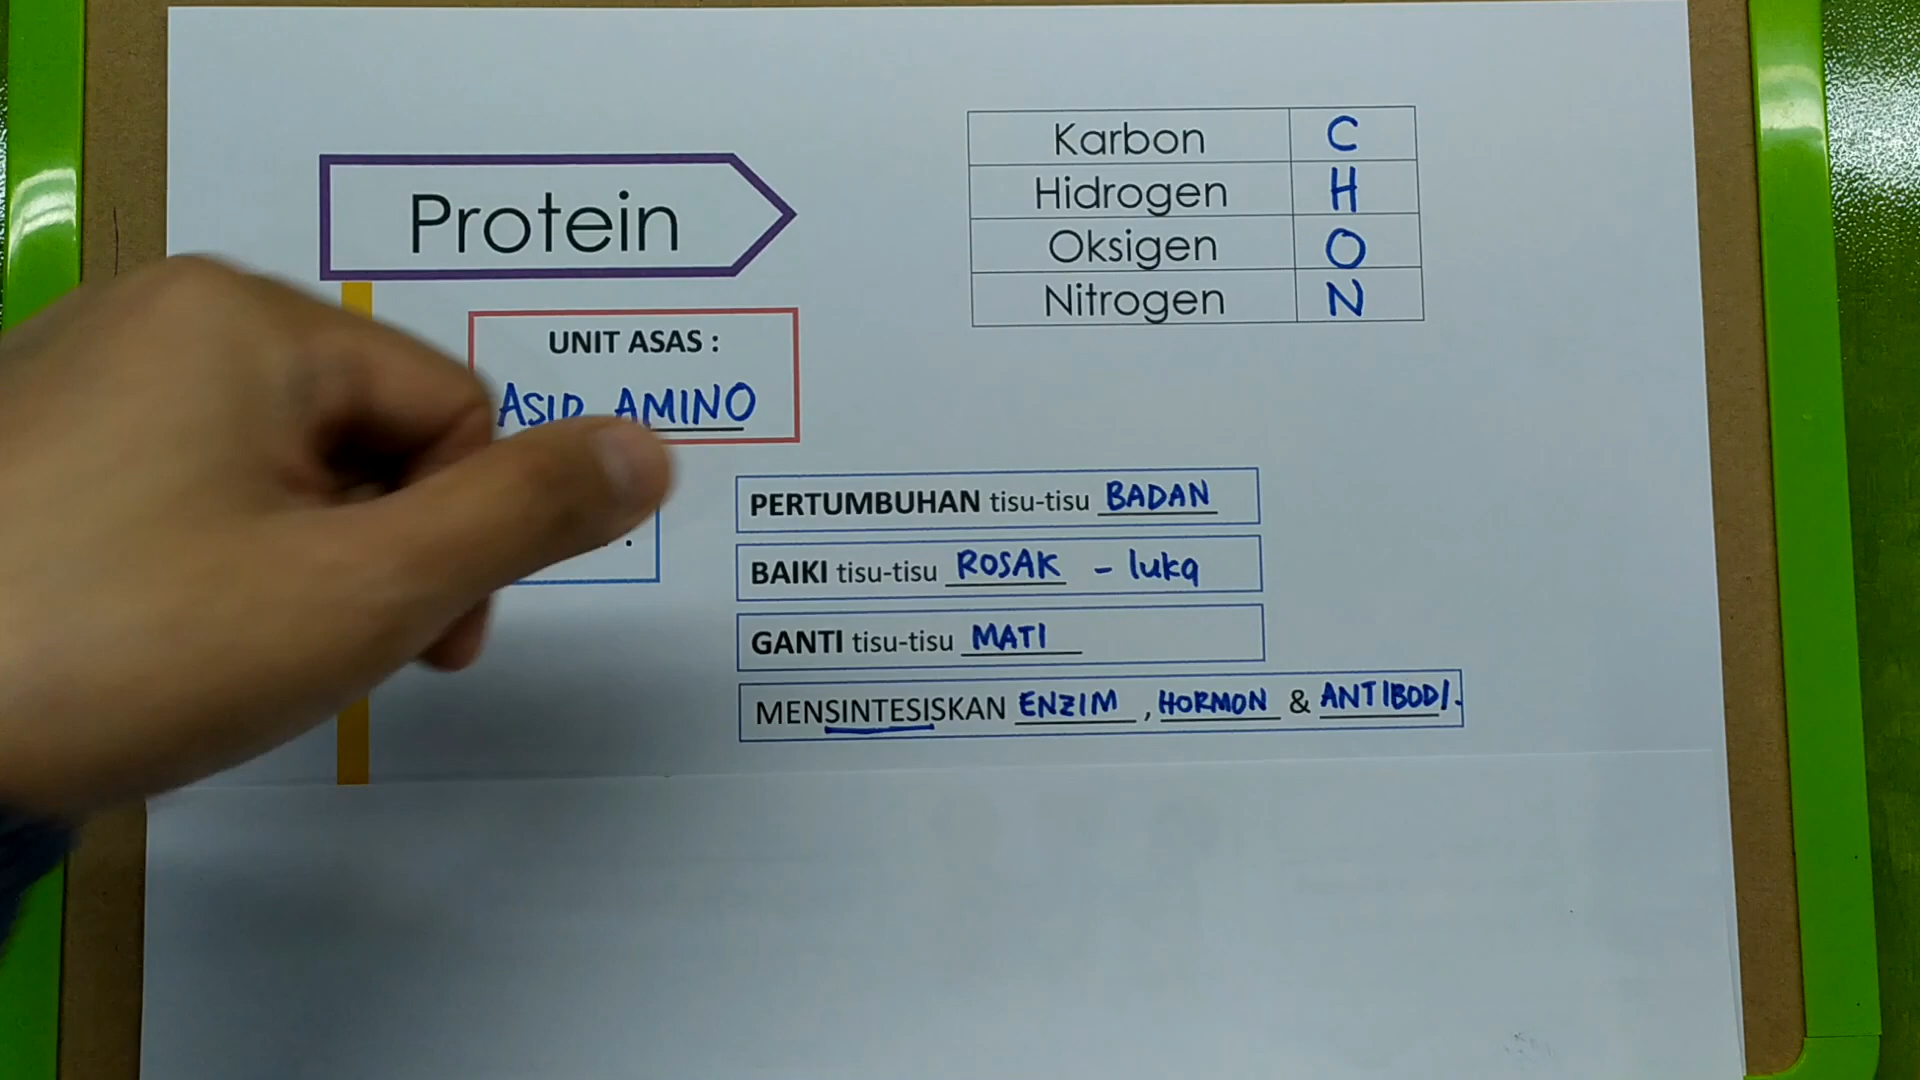 Protein
Karbon C
Hidrogen H
Oksigen O
Nitrogen N
UNIT ASAS :
ASID AMINO
PERTUMBUHAN tisu-tisu BADAN
BAIKI tisu-tisu ROSAK - luka
GANTI tisu-tisu MATI
MENSINTESISKAN ENZIM, HORMON & ANTIBODI.